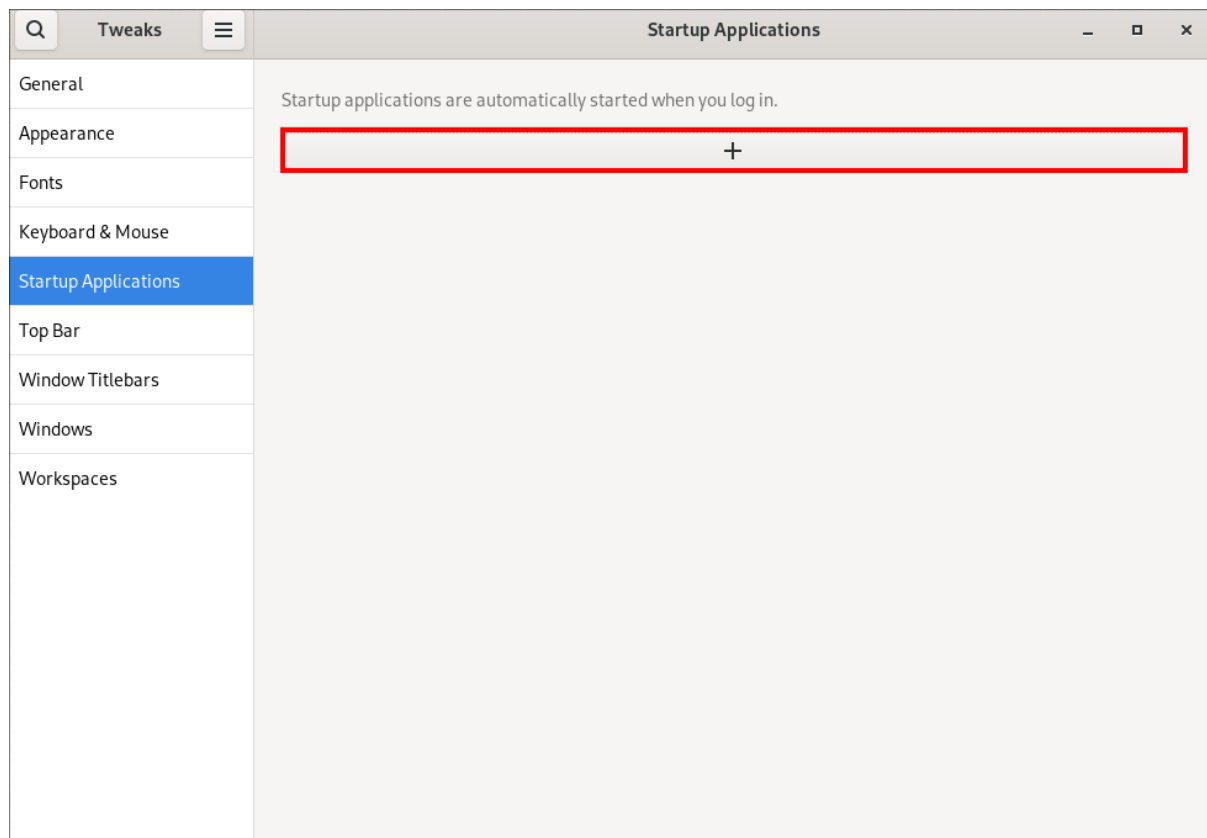 Tweaks
Startup Applications
General
Appearance
Fonts
Keyboard & Mouse
Startup Applications
Top Bar
Window Titlebars
Windows
Workspaces
Startup applications are automatically started when you log in.
+